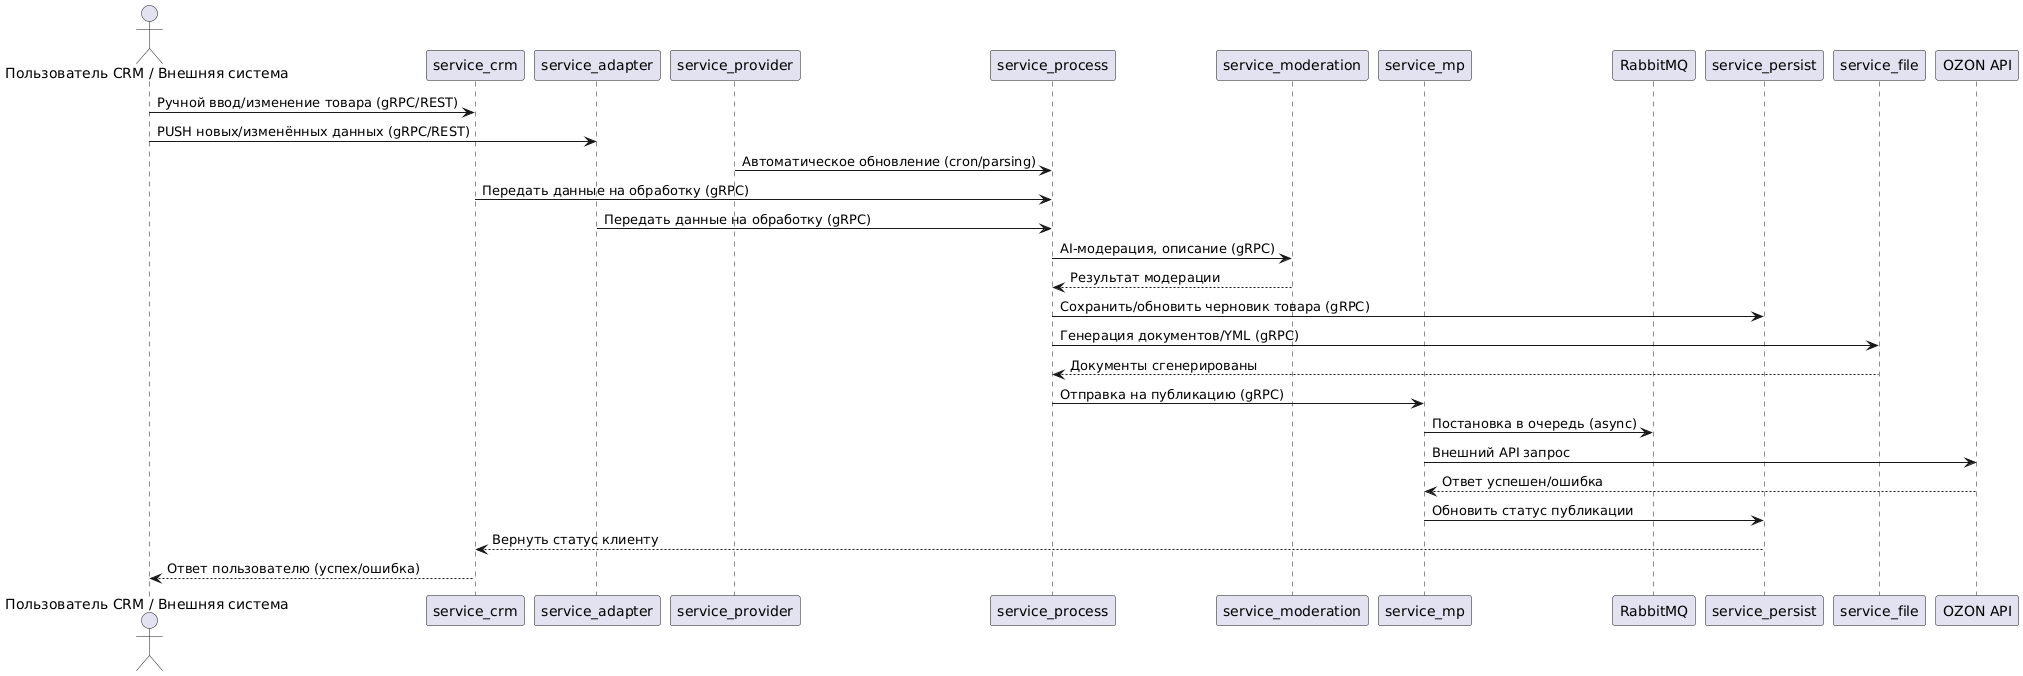 Пользователь CRM / Внешняя система
service_crm
service_adapter
service_provider
service_process
service_moderation
service_mp
RabbitMQ
service_persist
service_file
OZON API
Ручной ввод/изменение товара (gRPC/REST)
PUSH новых/изменённых данных (gRPC/REST)
Автоматическое обновление (cron/parsing)
Передать данные на обработку (gRPC)
Передать данные на обработку (gRPC)
AI-модерация, описание (gRPC)
Результат модерации
Сохранить/обновить черновик товара (gRPC)
Генерация документов/YML (gRPC)
Документы сгенерированы
Отправка на публикацию (gRPC)
Постановка в очередь (async)
Внешний API запрос
Ответ успешен/ошибка
Обновить статус публикации
Вернуть статус клиенту
Ответ пользователю (успех/ошибка)
Пользователь CRM / Внешняя система
service_crm
service_adapter
service_provider
service_process
service_moderation
service_mp
RabbitMQ
service_persist
service_file
OZON API